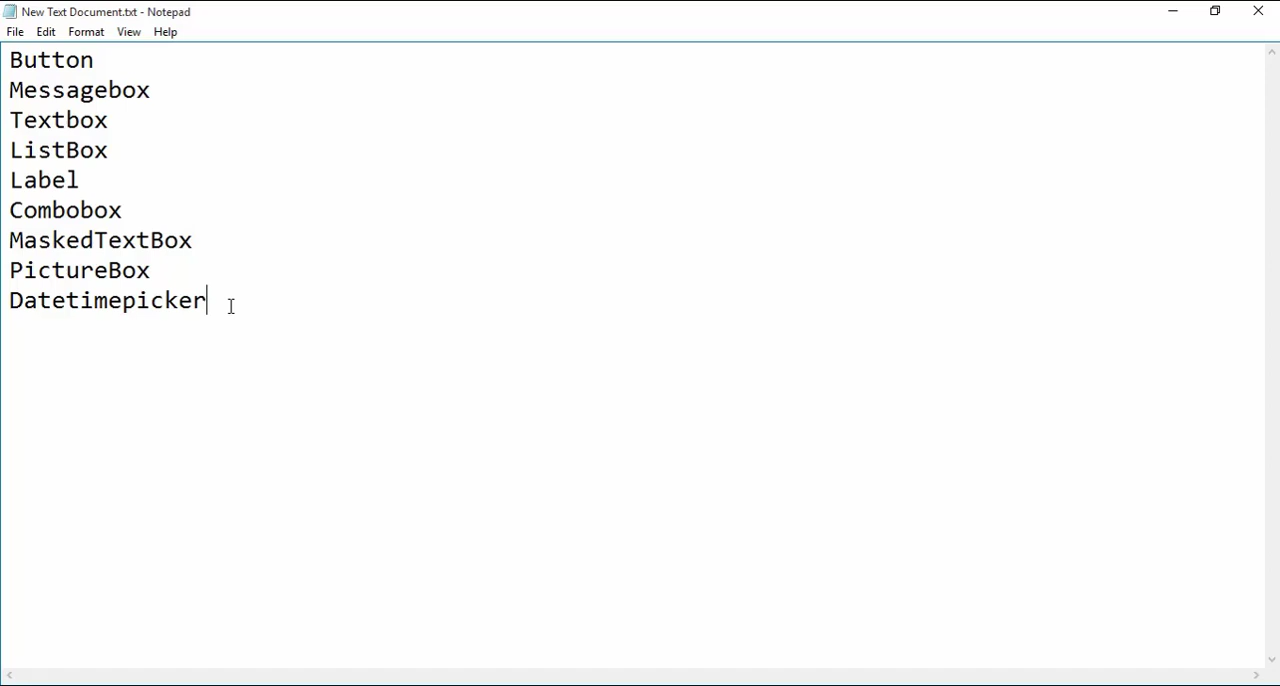 New Text Document.txt - Notepad
File Edit Format View Help
Button
Messagebox
Textbox
ListBox
Label
Combobox
MaskedTextBox
PictureBox
Datetimepicker